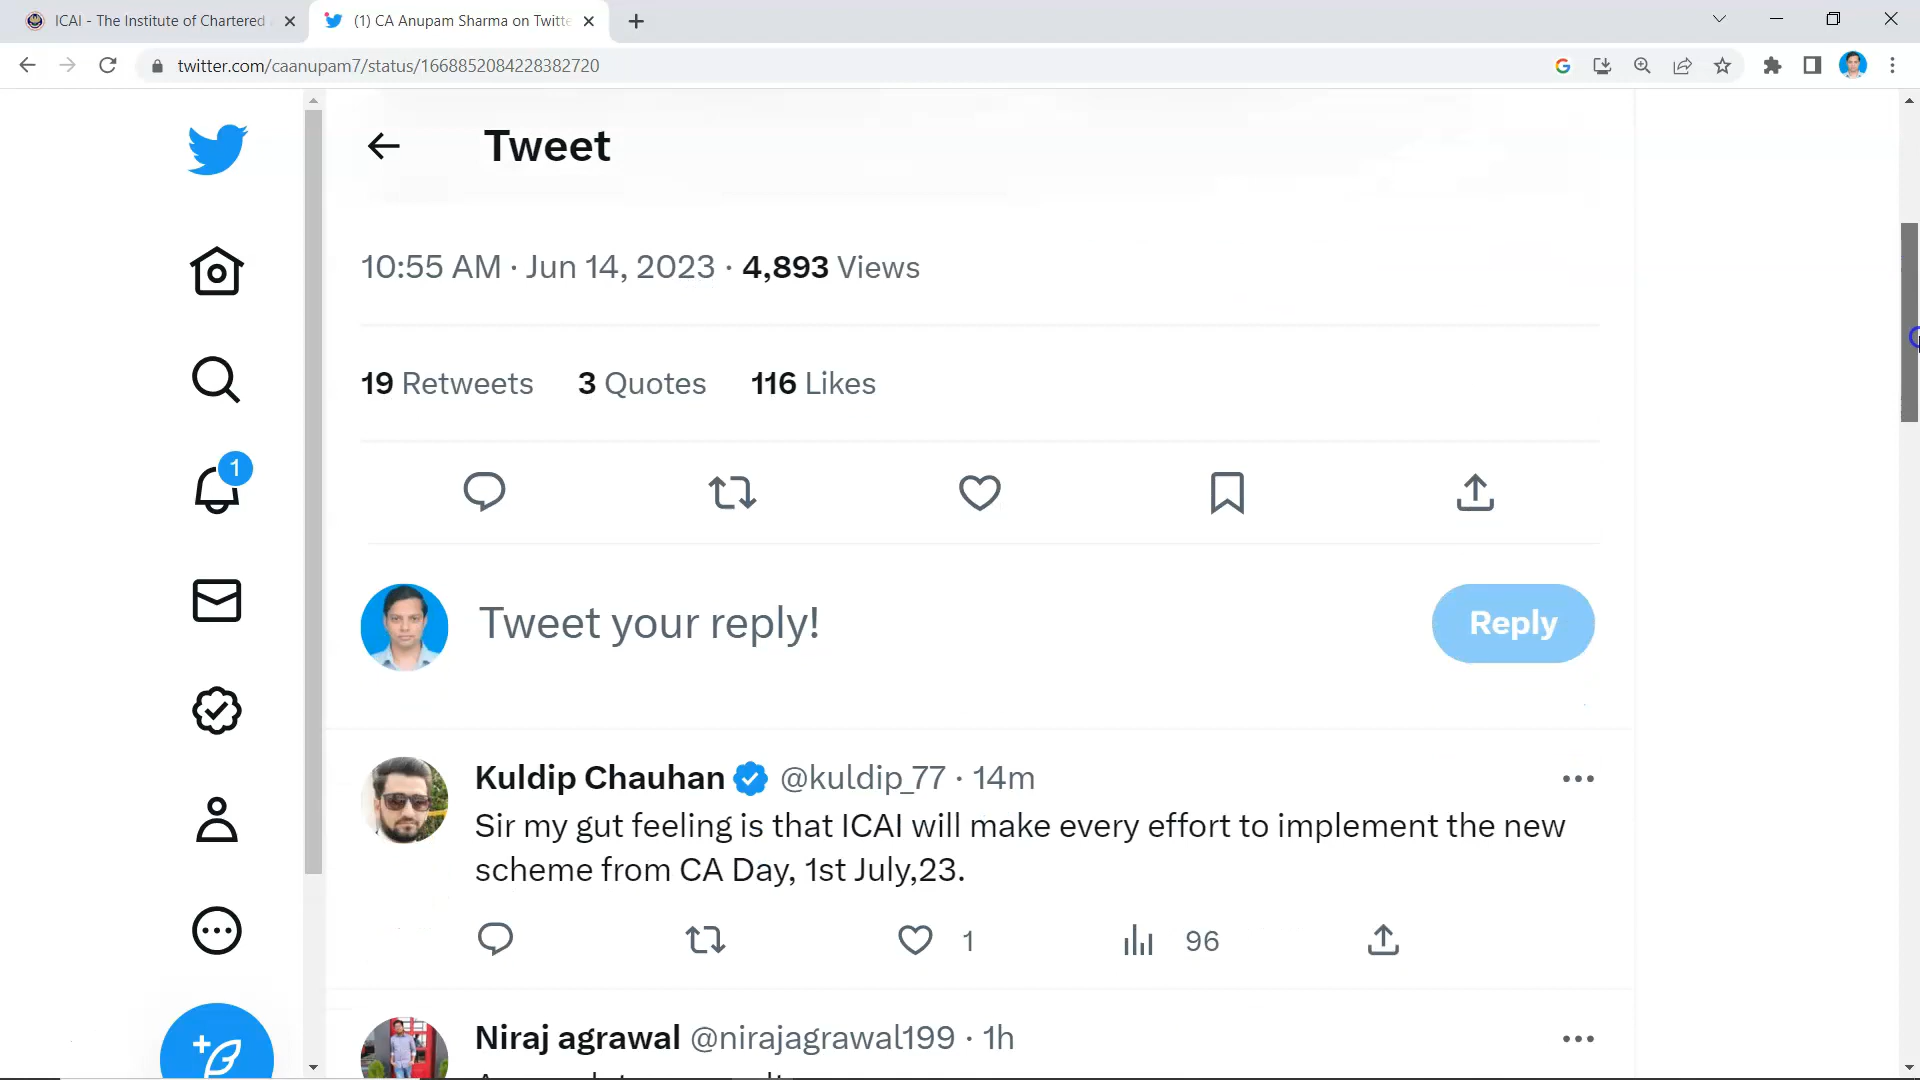 ICAI - The Institute of Chartered
(1) CA Anupam Sharma on Twitte
twitter.com/caanupam7/status/1668852084228382720
Tweet
10:55 AM · Jun 14, 2023 · 4,893 Views
19 Retweets 3 Quotes 116 Likes
1
Tweet your reply!
Reply
Kuldip Chauhan @kuldip_77 · 14m
Sir my gut feeling is that ICAI will make every effort to implement the new
scheme from CA Day, 1st July,23.
1 96
Niraj agrawal @nirajagrawal199 · 1h